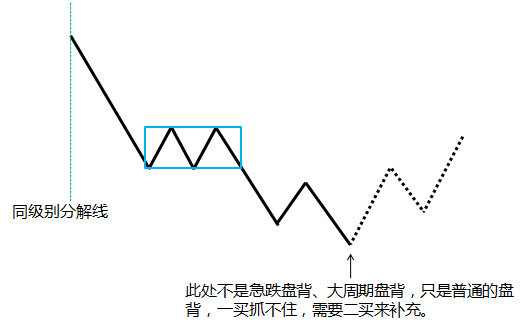 同级别分解线
此处不是急跌盘背、大周期盘背，只是普通的盘
背，一买抓不住，需要二买来补充。